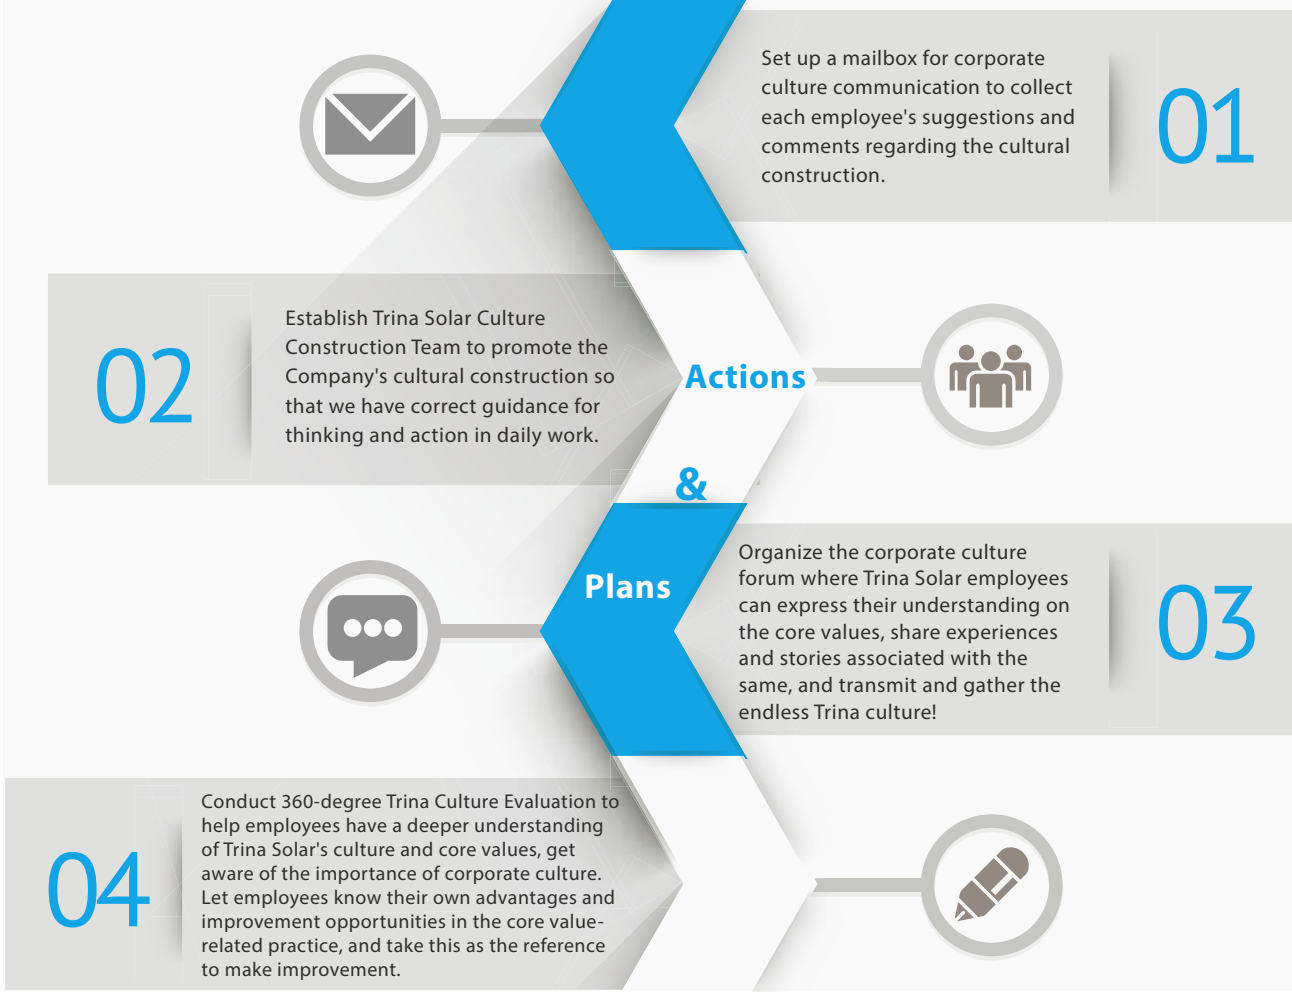 Set up a mailbox for corporate
culture communication to collect
each employee's suggestions and
comments regarding the cultural
construction.
01
02
Establish Trina Solar Culture
Construction Team to promote the
Company's cultural construction so
that we have correct guidance for
thinking and action in daily work.
Actions
&
Plans
Organize the corporate culture
forum where Trina Solar employees
can express their understanding on
the core values, share experiences
and stories associated with the
same, and transmit and gather the
endless Trina culture!
03
04
Conduct 360-degree Trina Culture Evaluation to
help employees have a deeper understanding
of Trina Solar's culture and core values, get
aware of the importance of corporate culture.
Let employees know their own advantages and
improvement opportunities in the core value-
related practice, and take this as the reference
to make improvement.